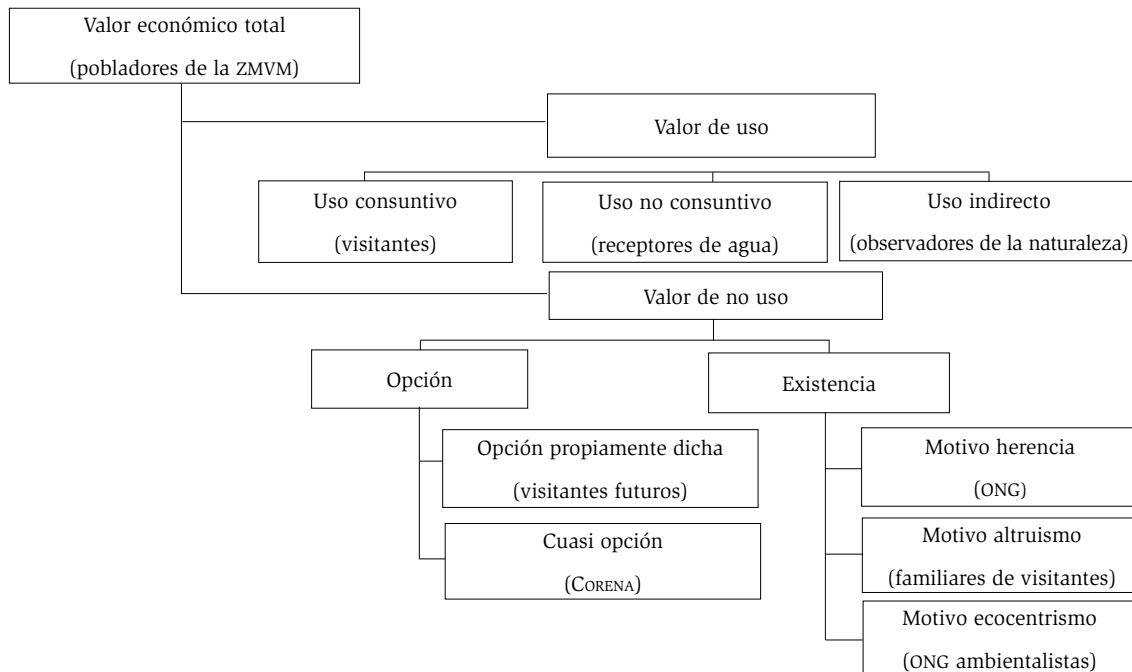 Valor económico total
(pobladores de la ZMVM)
Valor de uso
Uso consuntivo
(visitantes)
Uso no consuntivo
(receptores de agua)
Uso indirecto
(observadores de la naturaleza)
Valor de no uso
Opción
Existencia
Opción propiamente dicha
(visitantes futuros)
Cuasi opción
(CORENA)
Motivo herencia
(ONG)
Motivo altruismo
(familiares de visitantes)
Motivo ecocentrismo
(ONG ambientalistas)